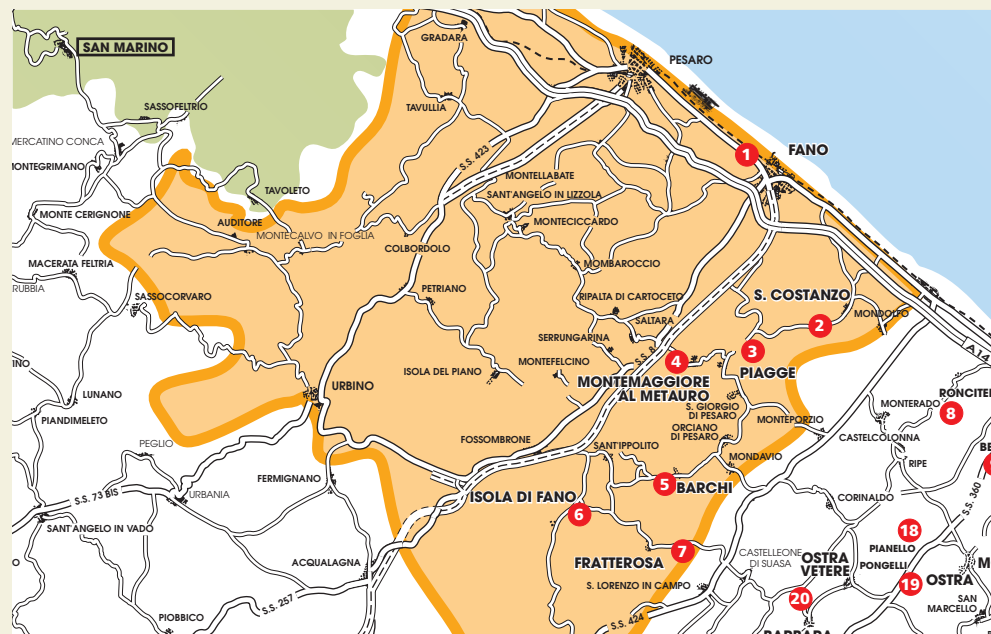 GRADARA
SAN MARINO
PESARO
SASSOFELTRIO
TAVULLIA
MERCATINO CONCA
S.S. 423
1
FANO
MONTEGRIMANO
MONTELLABATE
TAVOLETO
SANT'ANGELO IN LIZZOLA
MONTE CERIGNONE
AUDITORE
MONTECICCARDO
MONTECALVO IN FOGLIA
COLBORDOLO
MACERATA FELTRIA
MOMBAROCCIO
PETRIANO
SASSOCORVARO
RIPALTA DI CARTOCETO
S. COSTANZO
MONDOLFO
SALTARA
2
SERRUNGARINA
S.S. 8
A 14
3
4
MONTEFELCINO
ISOLA DEL PIANO
PIAGGE
MONTEMAGGIORE
AL METAURO
URBINO
LUNANO
RONCITE
S. GIORGIO
DI PESARO
MONTERADO
8
PIANDIMELETO
MONTEPORZIO
ORCIANO
DI PESARO
CASTELCOLONNA
PEGLIO
FOSSOMBRONE
SANT'IPPOLITO
BE
MONDAVIO
RIPE
FERMIGNANO
5
BARCHI
S.S. 73 BIS
URBANIA
ISOLA DI FANO
CORINALDO
S.S. 360
6
SANT'ANGELO IN VADO
18
PIANELLO
7
CASTELLEONE
DI SUASA
OSTRA
VETERE
FRATTEROSA
ACQUALAGNA
PONGELLI
M
S. LORENZO IN CAMPO
19
OSTRA
20
S.S. 257
SAN
MARCELLO
PIOBBICO
S.S. 424
BARBARA